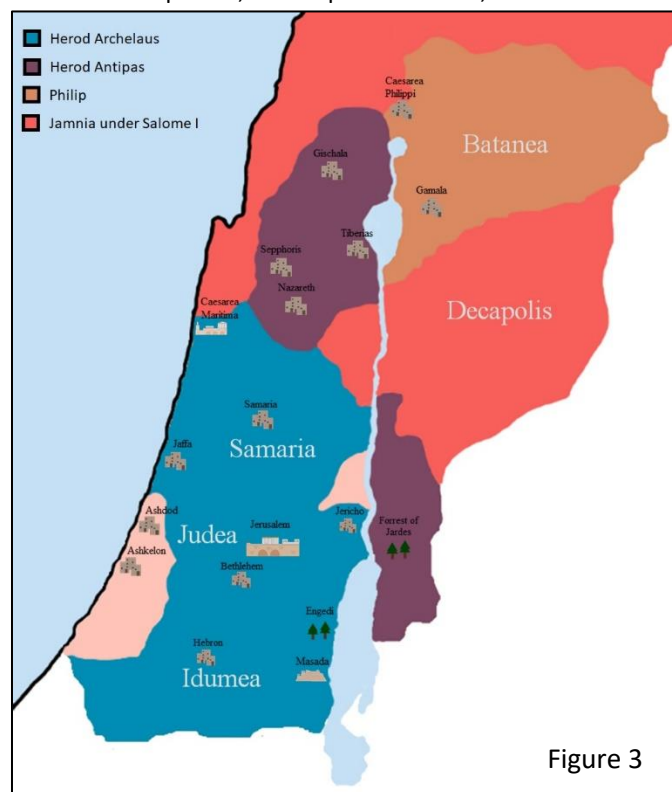 Herod Archelaus
Herod Antipas
Philip
Jamnia under Salome I
Caesarea
Philippi
Batanea
Gischala
Gamala
Tiberias
Sepphoris
Nazareth
Decapolis
Caesarea
Maritima
Samaria
Samaria
Jaffa
Ashdod
Jericho
Judea
Jerusalem
Forrest of
Jardes
Ashkelon
Bethlehem
Engedi
Hebron
Masada
Idumea
Figure 3